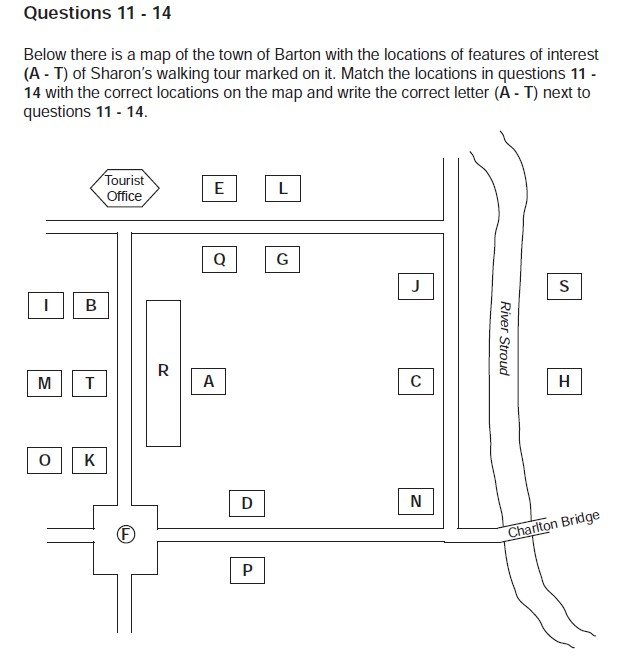 Questions 11 - 14
Below there is a map of the town of Barton with the locations of features of interest
(A - T) of Sharon's walking tour marked on it. Match the locations in questions 11 -
14 with the correct locations on the map and write the correct letter (A - T) next to
questions 11 - 14.
Tourist
Office
E
L
Q
G
J
S
I
B
River Stroud
R
M
T
A
C
H
O
K
D
N
F
Charlton Bridge
P